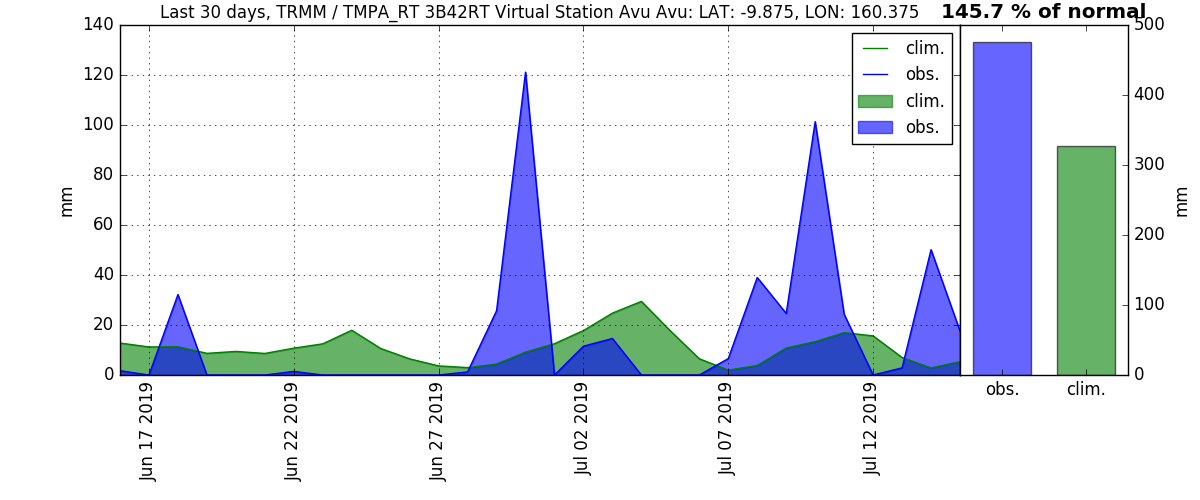 Last 30 days, TRMM / TMPA_RT 3B42RT Virtual Station Avu Avu: LAT: -9.875, LON: 160.375
145.7 % of normal
140
120
100
80
60
40
20
0
mm
clim.
obs.
clim.
obs.
500
400
300
200
100
0
mm
obs.
clim.
Jun 17 2019
Jun 22 2019
Jun 27 2019
Jul 02 2019
Jul 07 2019
Jul 12 2019